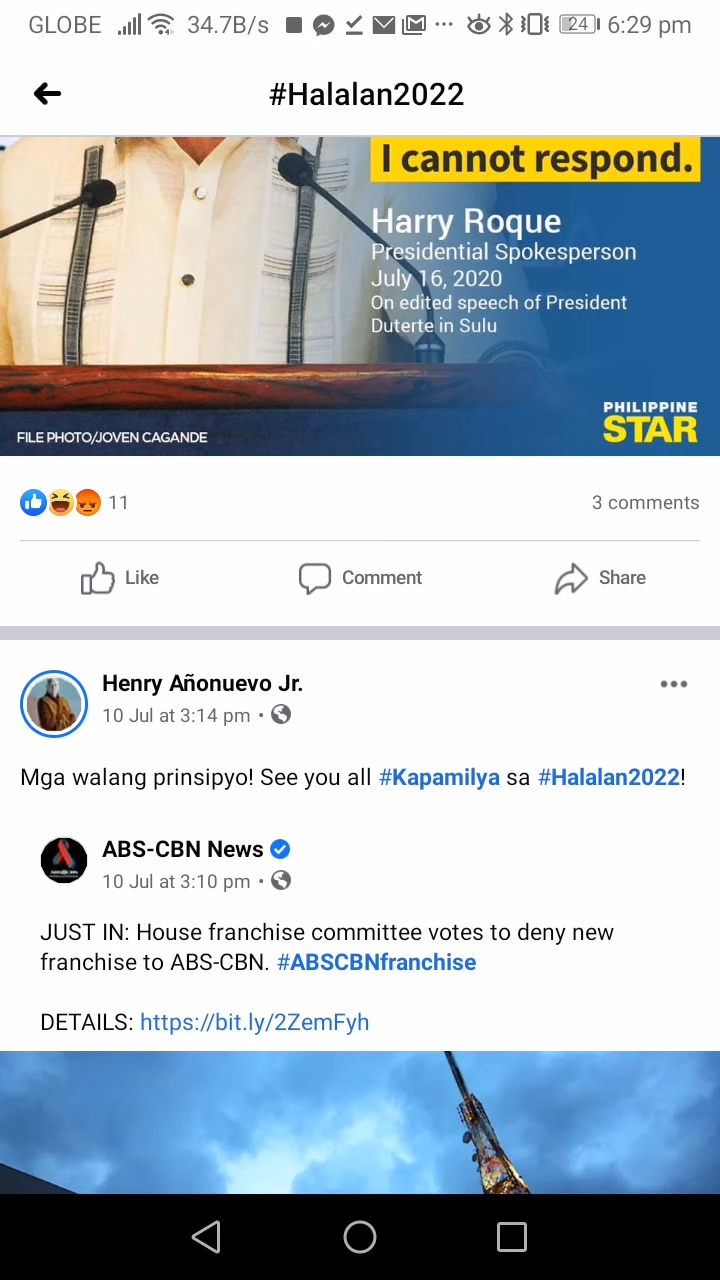 GLOBE 34.7B/s ... 24 6:29 pm
#Halalan2022
I cannot respond.
Harry Roque
Presidential Spokesperson
July 16, 2020
On edited speech of President
Duterte in Sulu
PHILIPPINE
STAR
FILE PHOTO/JOVEN CAGANDE
11 3 comments
Like Comment Share
Henry Añonuevo Jr.
10 Jul at 3:14 pm ·
Mga walang prinsipyo! See you all #Kapamilya sa #Halalan2022!
ABS-CBN News
10 Jul at 3:10 pm ·
JUST IN: House franchise committee votes to deny new
franchise to ABS-CBN. #ABSCBNfranchise
DETAILS: https://bit.ly/2ZemFyh